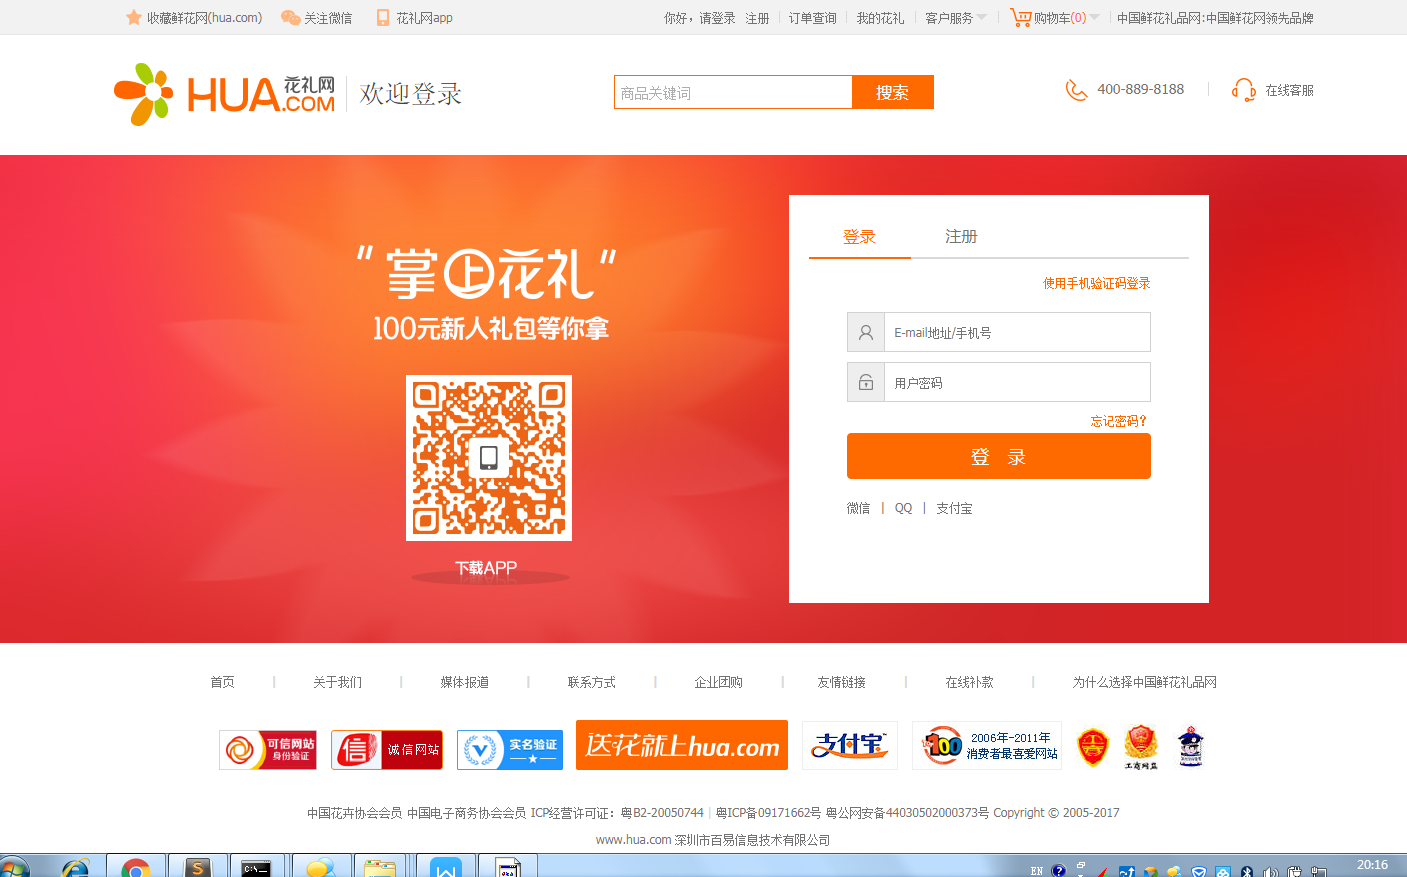 收藏鲜花网(hua.com) 关注微信 花礼网app 你好，请登录 注册 订单查询 我的花礼 客户服务 购物车(0) 中国鲜花礼品网:中国鲜花网领先品牌
HUA.COM 花礼网 欢迎登录 商品关键词 搜索 400-889-8188 在线客服
登录 注册
使用手机验证码登录
E-mail地址/手机号
用户密码
忘记密码?
登 录
微信 | QQ | 支付宝
“掌上花礼”
100元新人礼包等你拿
下载APP
首页 | 关于我们 | 媒体报道 | 联系方式 | 企业团购 | 友情链接 | 在线补款 | 为什么选择中国鲜花礼品网
可信网站
身份验证
信 诚信网站
实名验证
送花就上hua.com
支付宝
100
2006年-2011年
消费者最喜爱网站
工商网监
中国花卉协会会员 中国电子商务协会会员 ICP经营许可证：粤B2-20050744 | 粤ICP备09171662号 粤公网安备44030502000373号 Copyright © 2005-2017
www.hua.com 深圳市百易信息技术有限公司
EN 20:16